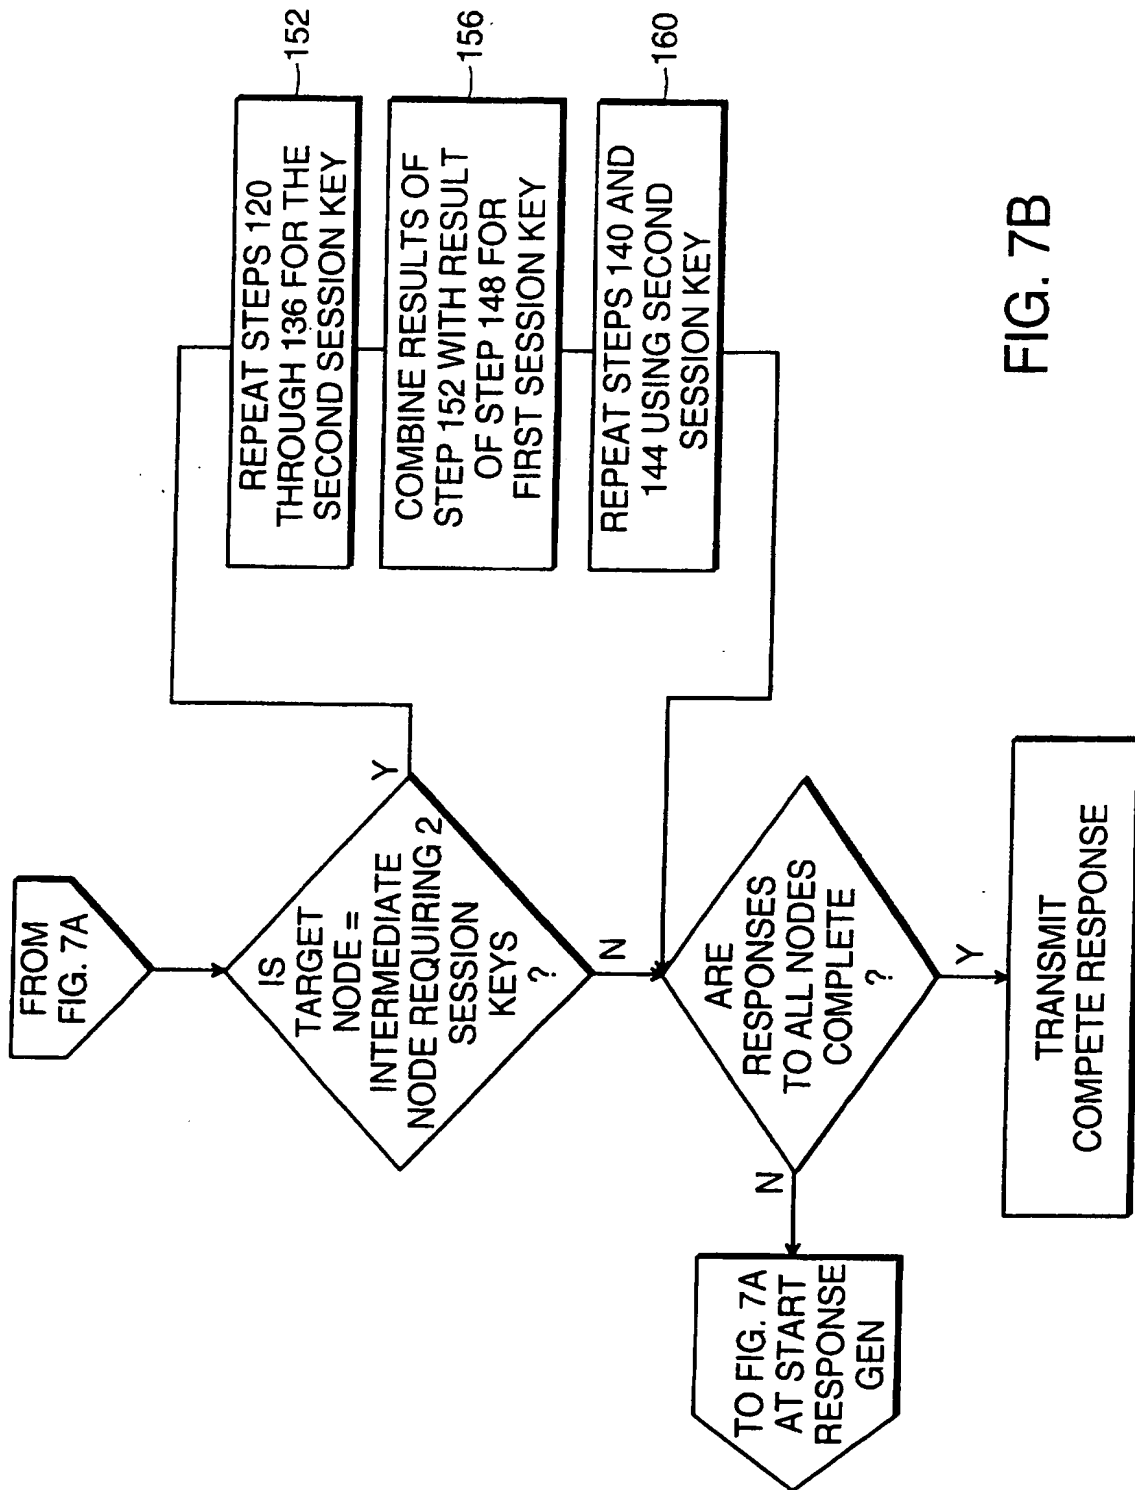 FROM
FIG. 7A
IS
TARGET
NODE =
INTERMEDIATE
NODE REQUIRING 2
SESSION
KEYS
?
Y
N
REPEAT STEPS 120
THROUGH 136 FOR THE
SECOND SESSION KEY
152
COMBINE RESULTS OF
STEP 152 WITH RESULT
OF STEP 148 FOR
FIRST SESSION KEY
156
REPEAT STEPS 140 AND
144 USING SECOND
SESSION KEY
160
ARE
RESPONSES
TO ALL NODES
COMPLETE
?
N
Y
TO FIG. 7A
AT START
RESPONSE
GEN
TRANSMIT
COMPETE RESPONSE
FIG. 7B